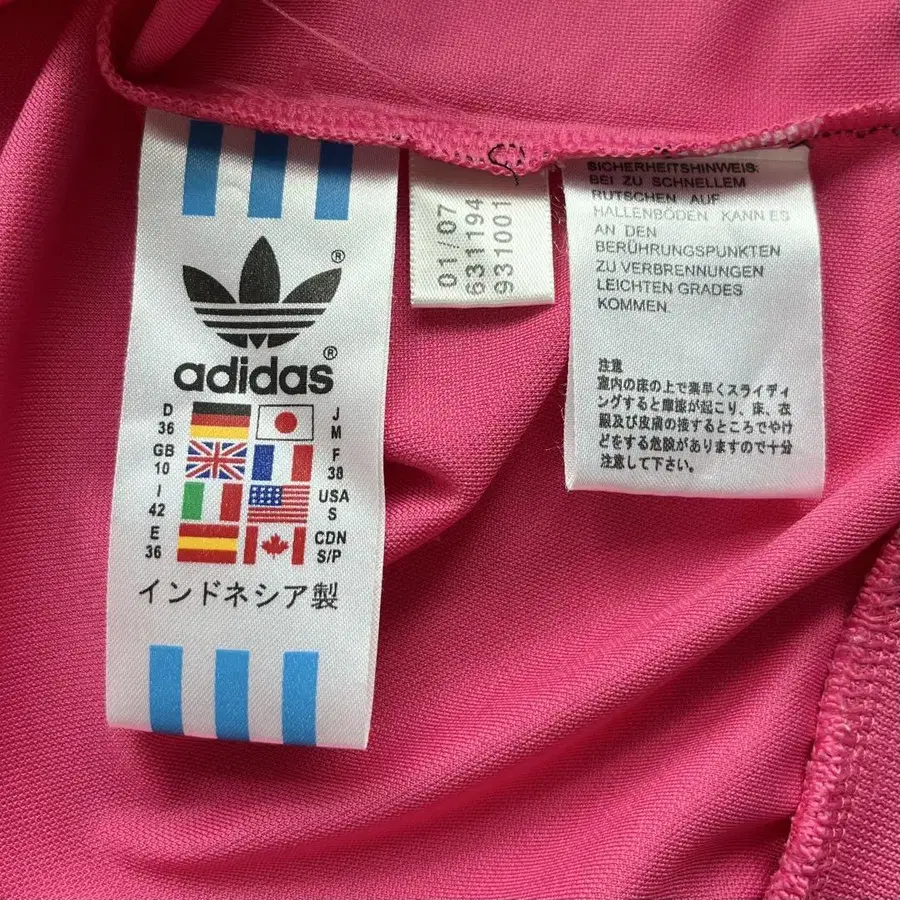 ®
adidas®
D
36
J
M
GB
10
F
38
I
42
USA
S
E
36
CDN
S/P
インドネシア製
01/07
631194
931001
SICHERHEITSHINWEIS:
BEI ZU SCHNELLEM
RUTSCHEN AUF
HALLENBÖDEN KANN ES
AN DEN
BERÜHRUNGSPUNKTEN
ZU VERBRENNUNGEN
LEICHTEN GRADES
KOMMEN.
注意
室内の床の上で素早くスライディ
ングすると摩擦が起こり、床、衣
服及び皮膚の接するところでやけ
どをする危険がありますので十分
注意して下さい。